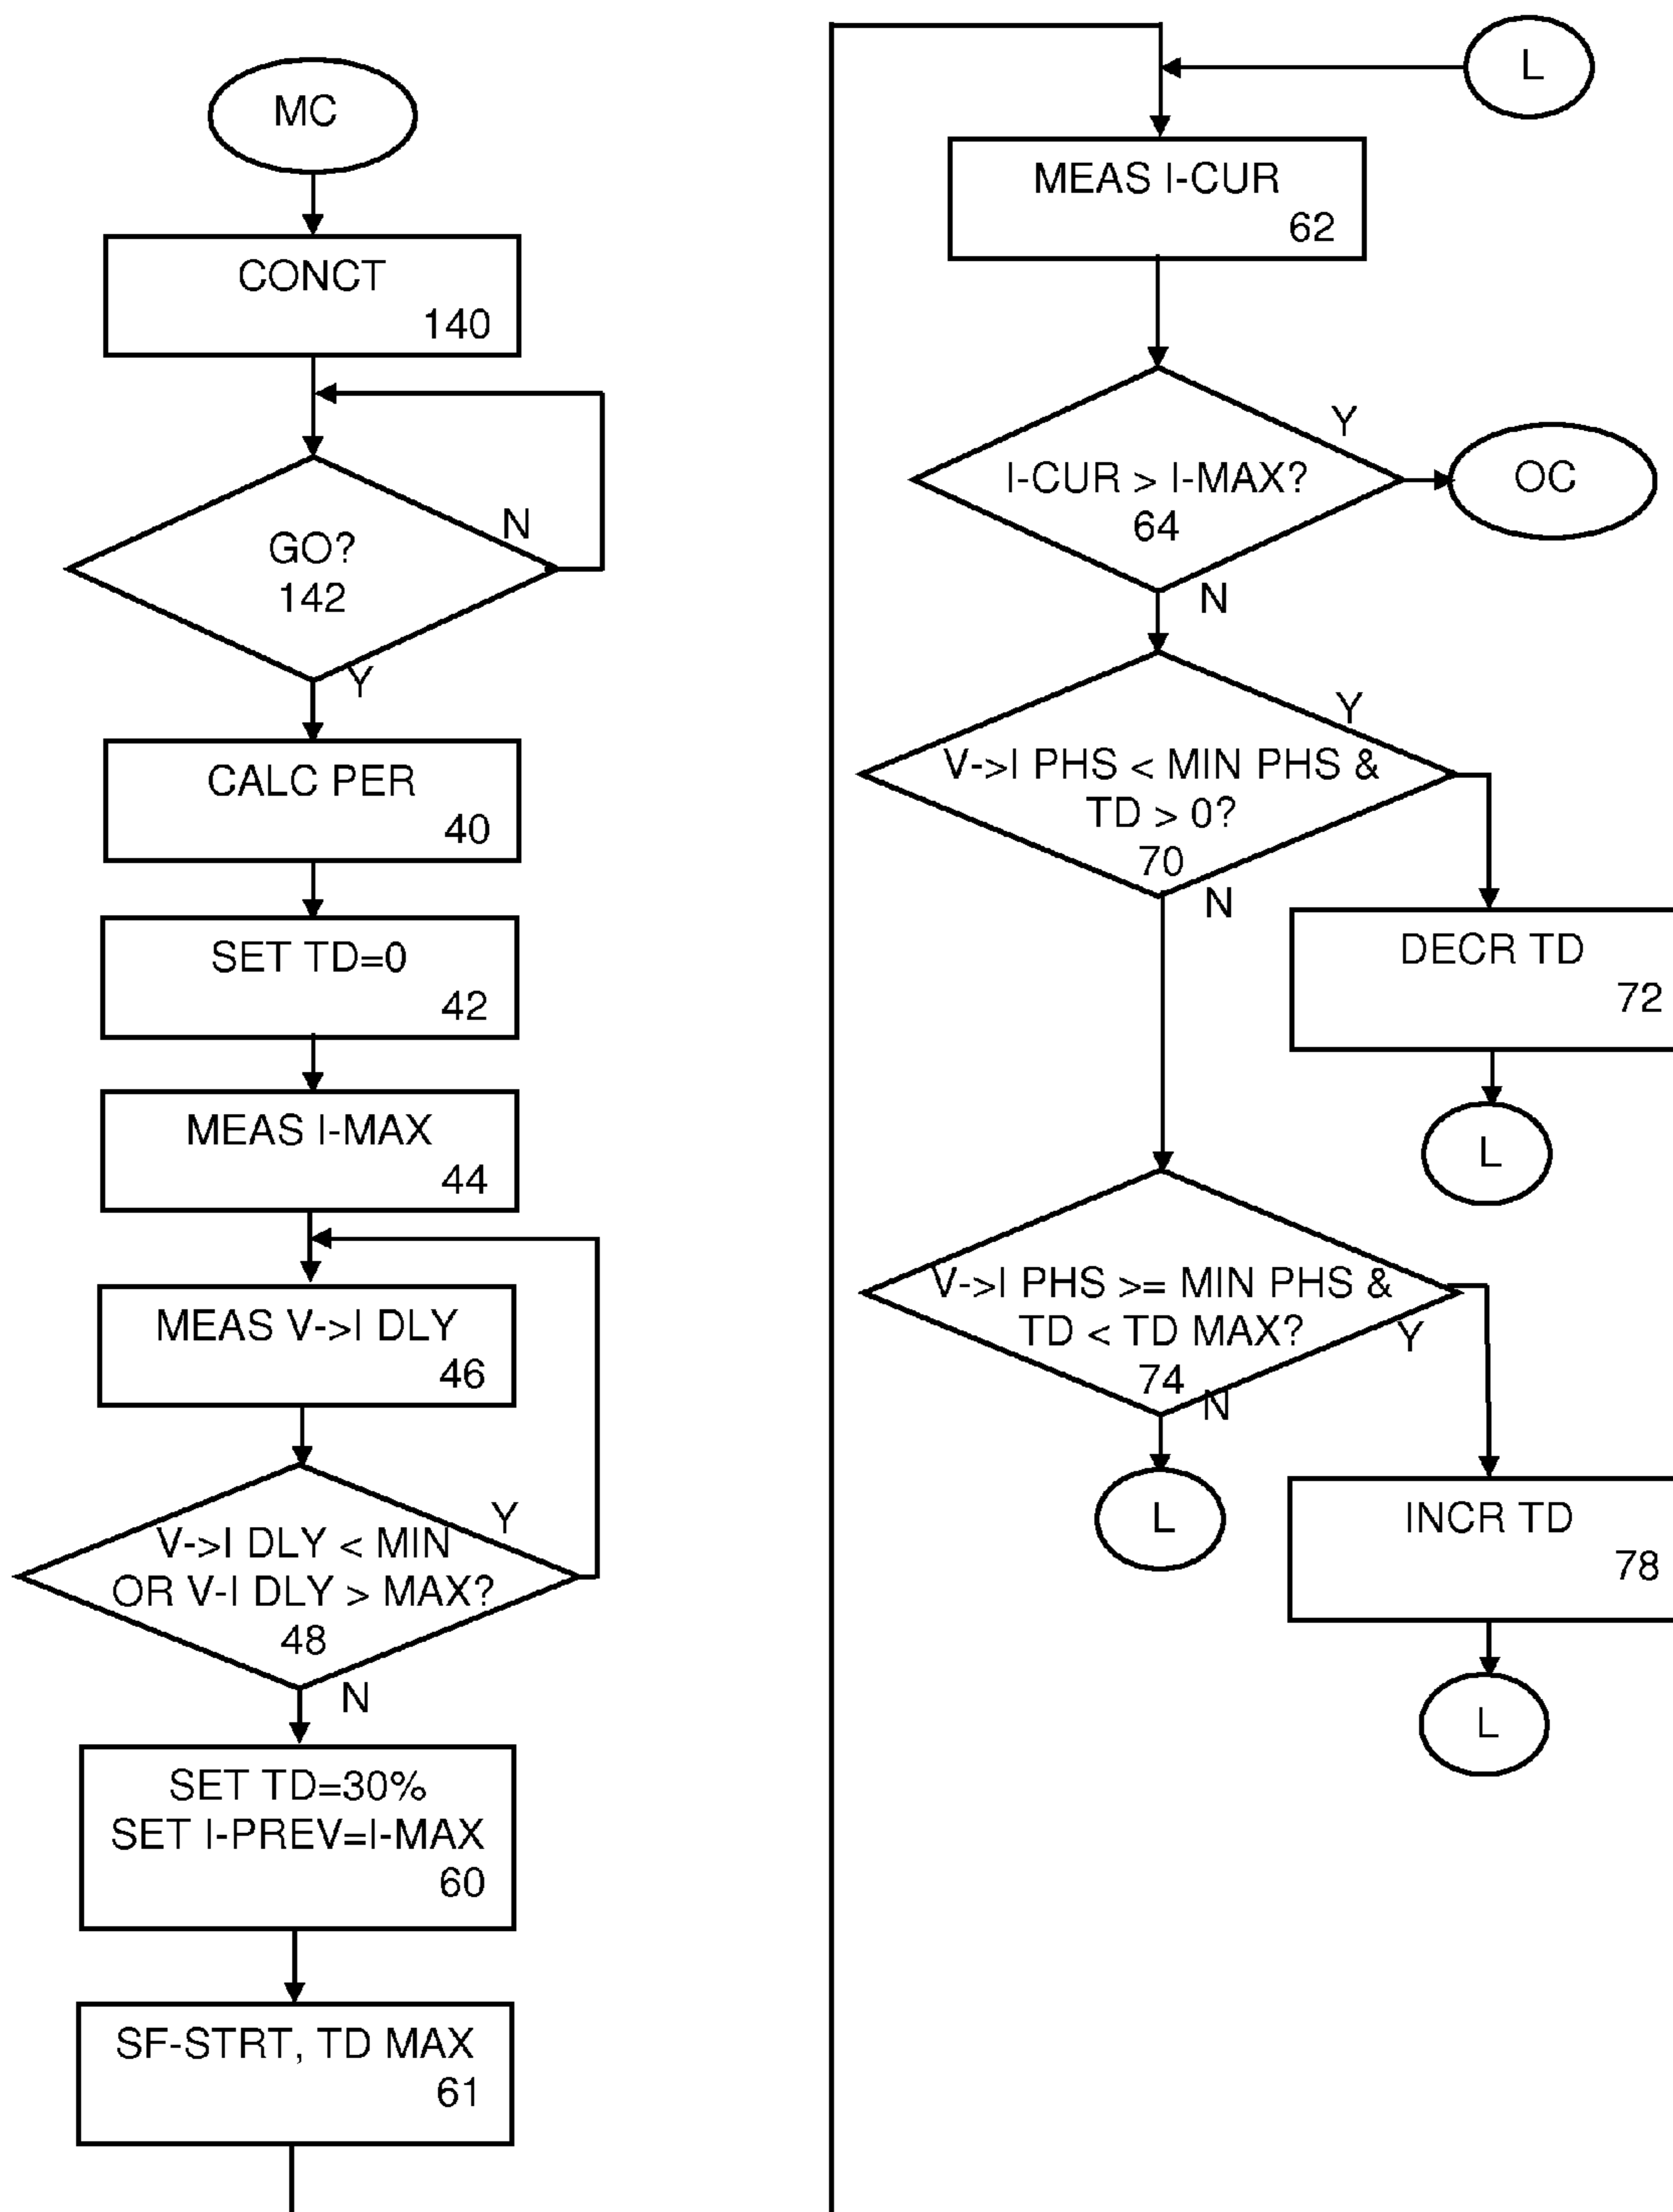 MC
CONCT
140
GO?
142
N
Y
CALC PER
40
SET TD=0
42
MEAS I-MAX
44
MEAS V->I DLY
46
V->I DLY < MIN
OR V-I DLY > MAX?
48
Y
N
SET TD=30%
SET I-PREV=I-MAX
60
SF-STRT, TD MAX
61
L
MEAS I-CUR
62
I-CUR > I-MAX?
64
Y
OC
N
V->I PHS < MIN PHS &
TD > 0?
70
Y
N
DECR TD
72
L
V->I PHS >= MIN PHS &
TD < TD MAX?
74
Y
N
L
INCR TD
78
L